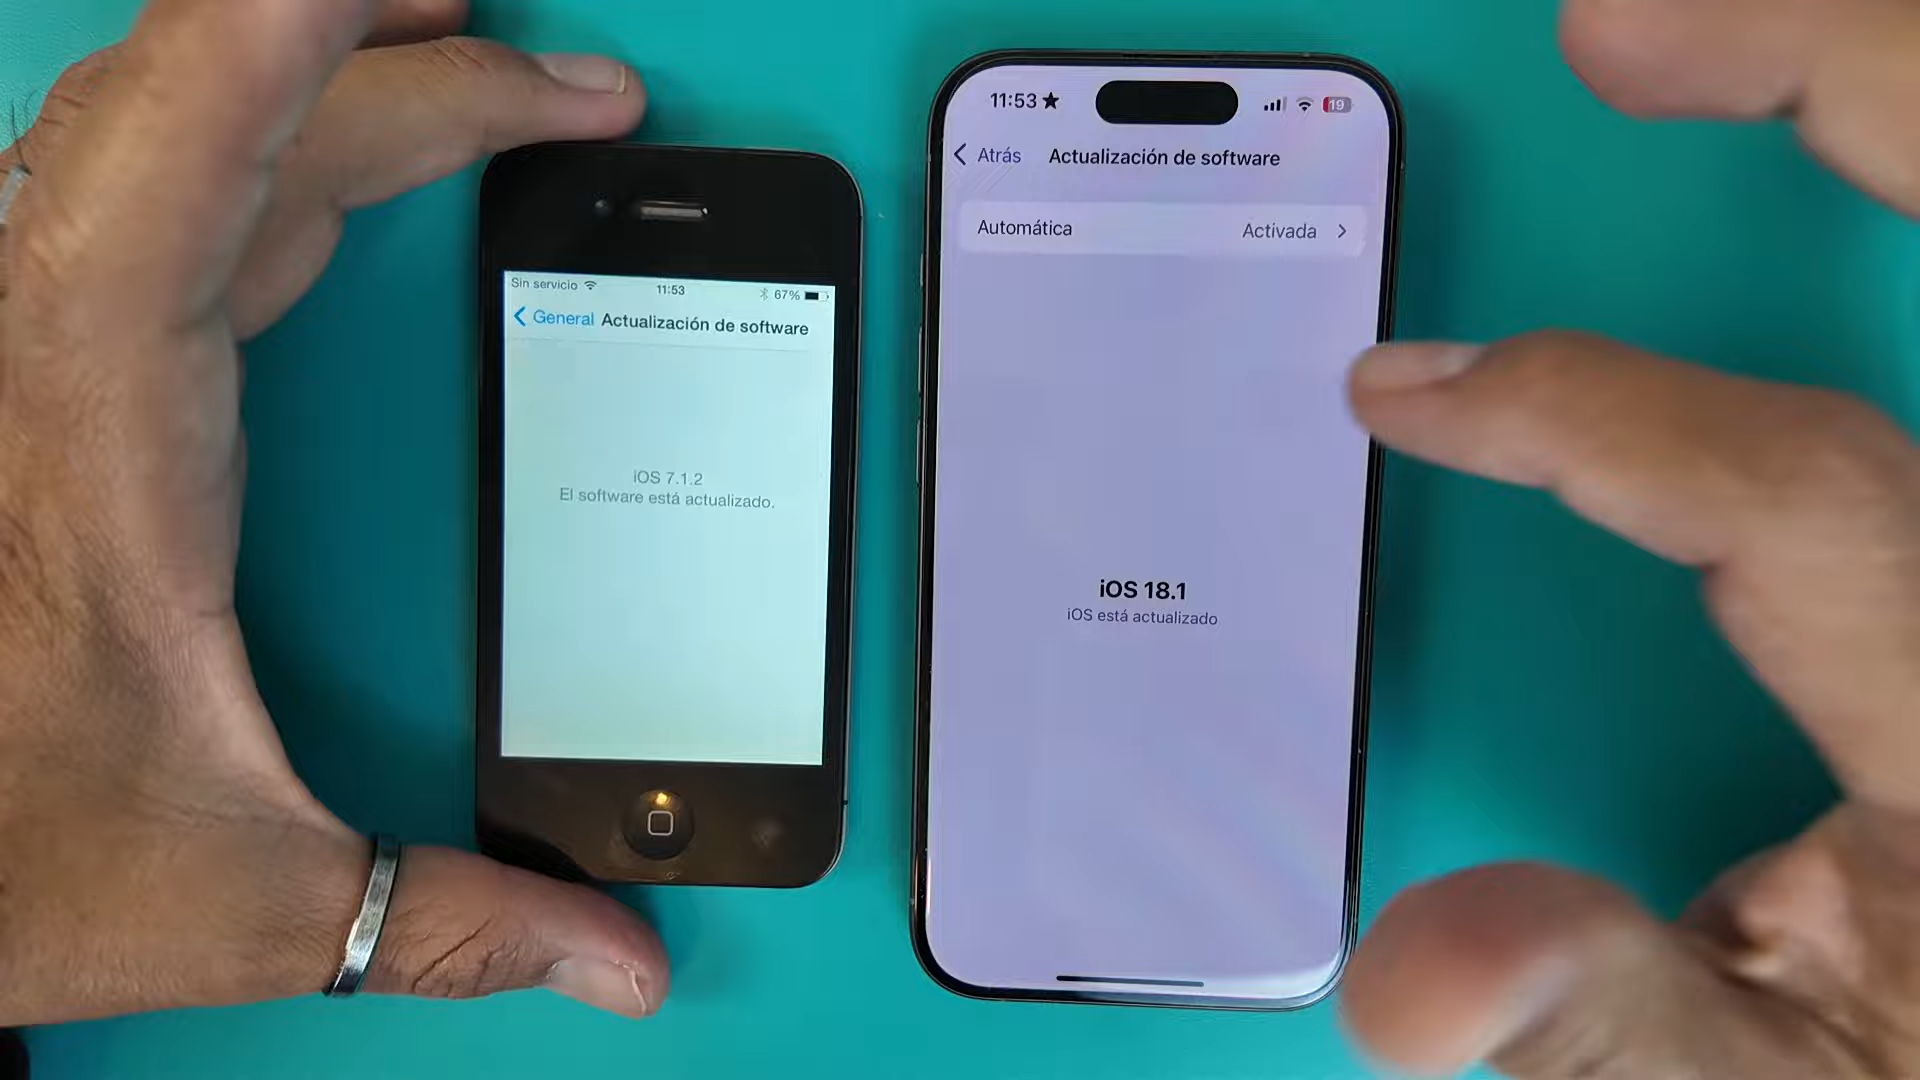 Sin servicio 11:53 67%
General Actualización de software
iOS 7.1.2
El software está actualizado.
11:53 19
Atrás Actualización de software
Automática Activada
iOS 18.1
iOS está actualizado